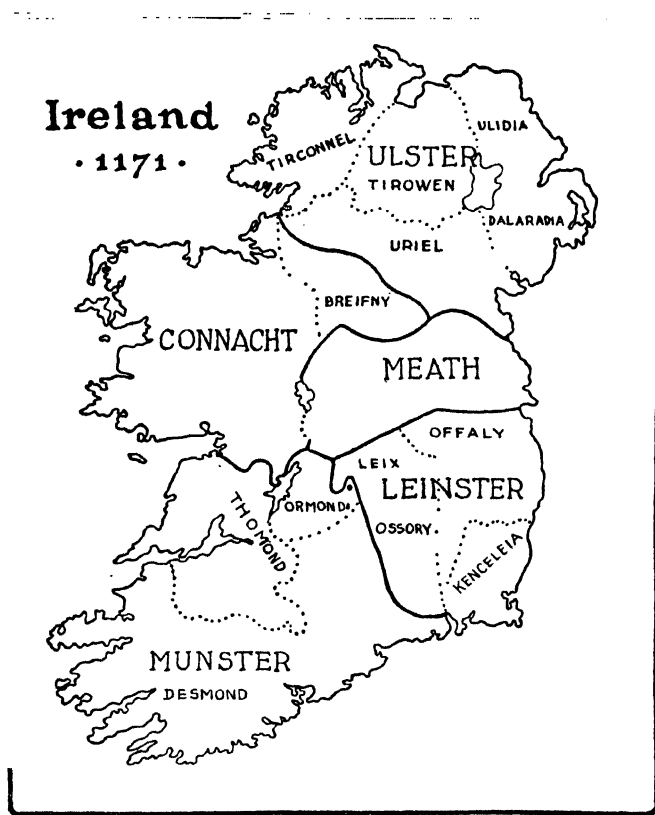 Ireland
· 1171 ·
ULIDIA
TIRCONNEL
ULSTER
TIROWEN
DALARADIA
URIEL
BREIFNY
CONNACHT
MEATH
OFFALY
LEIX
LEINSTER
THOMOND
ORMOND
OSSORY
KENCELEIA
MUNSTER
DESMOND